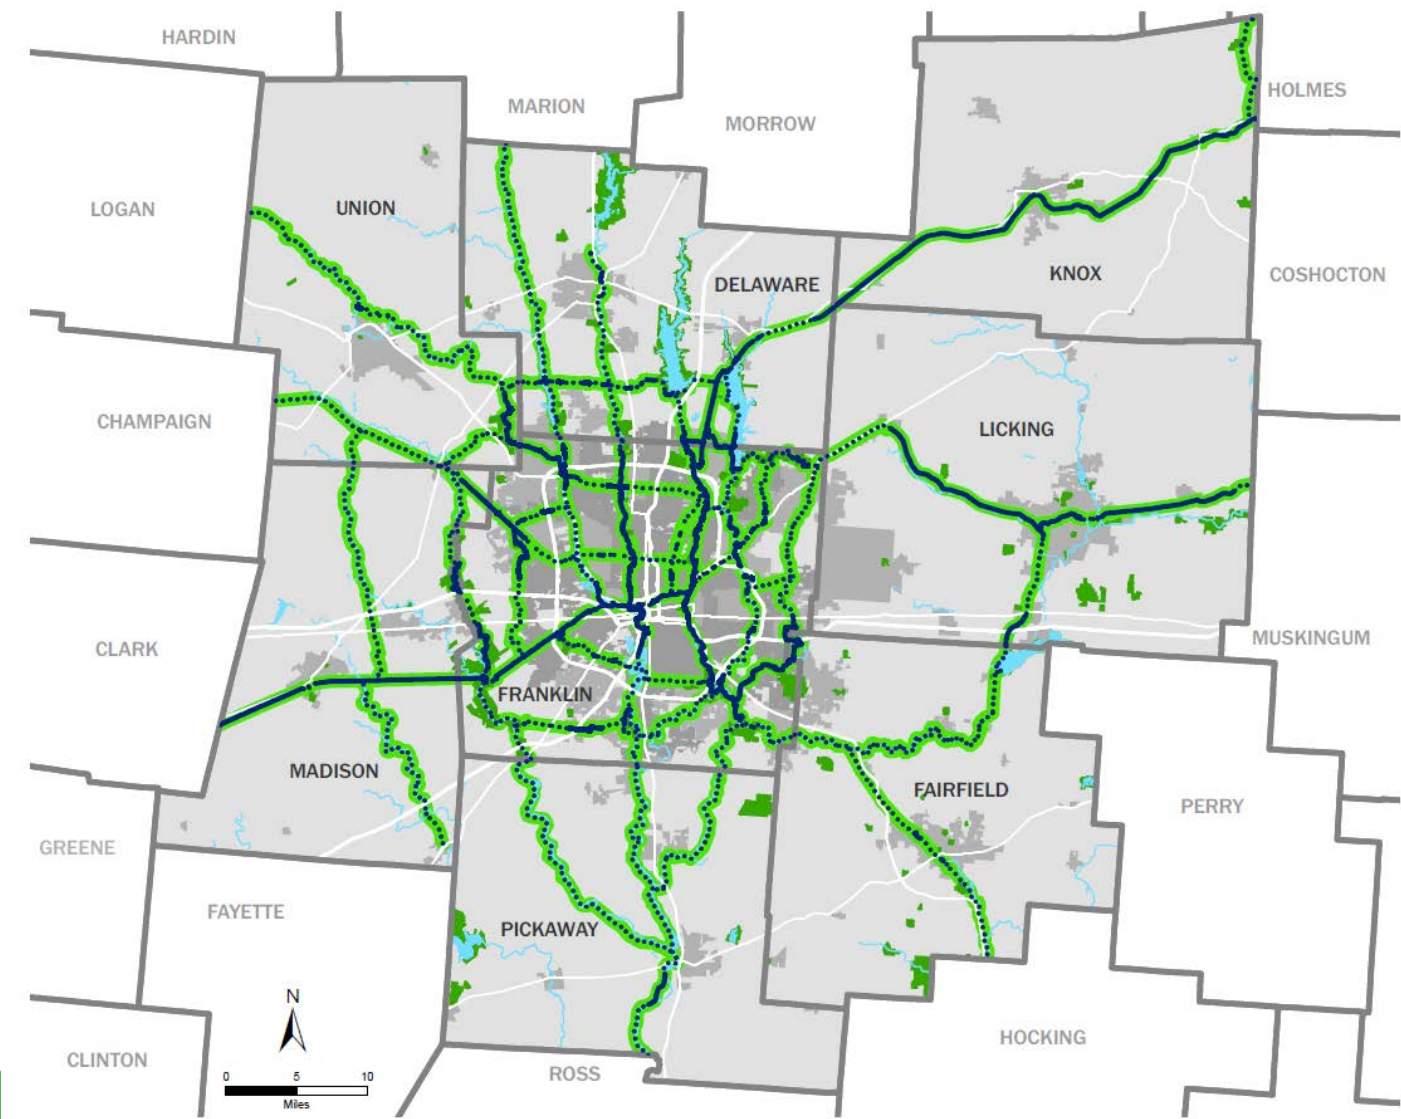 HARDIN
HOLMES
MARION
MORROW
LOGAN
UNION
DELAWARE
KNOX
COSHOCTON
CHAMPAIGN
LICKING
CLARK
MUSKINGUM
FRANKLIN
MADISON
FAIRFIELD
PERRY
GREENE
FAYETTE
PICKAWAY
N
HOCKING
CLINTON
ROSS
0 5 10
Miles